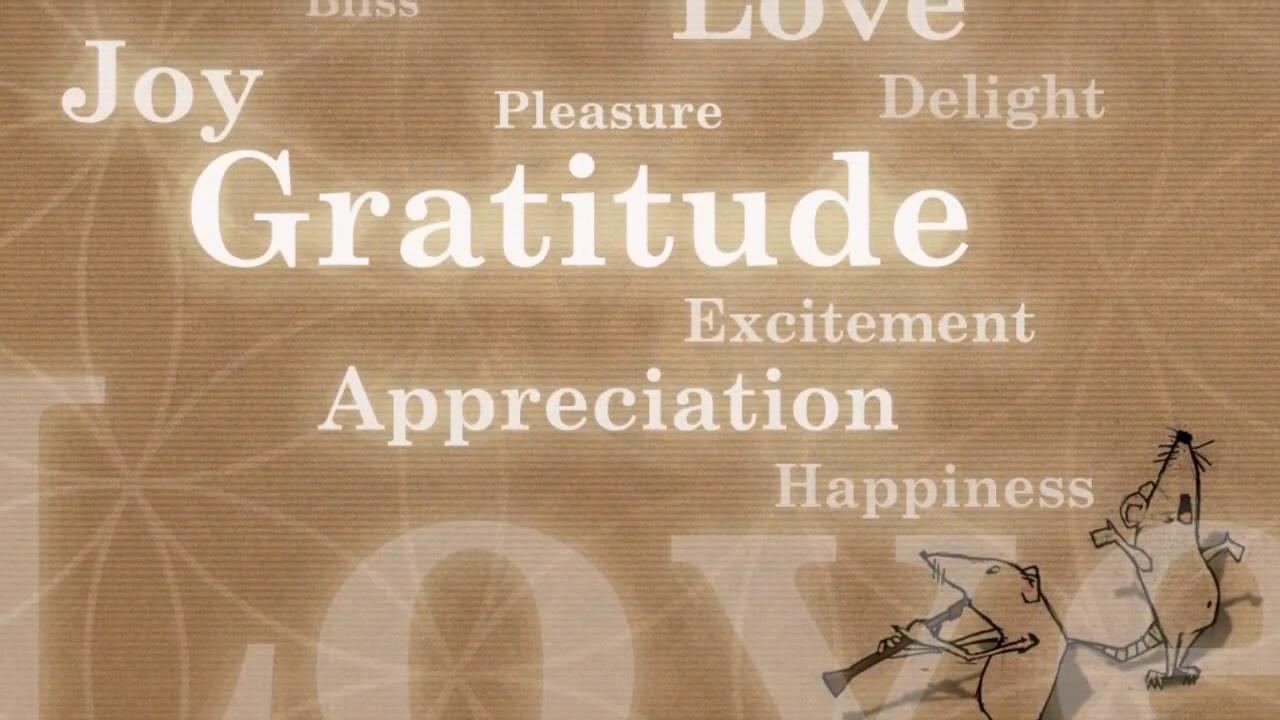 Bliss
Love
Joy
Pleasure
Delight
Gratitude
Excitement
Appreciation
Happiness
Love